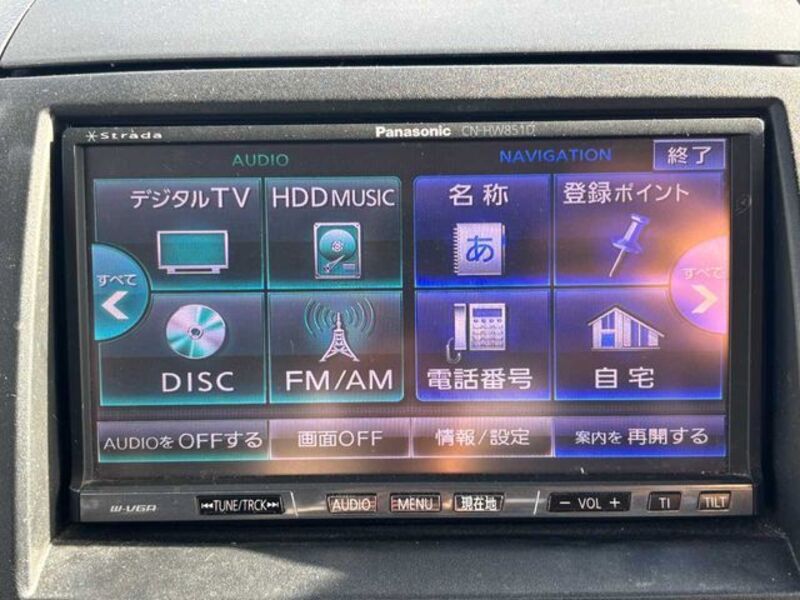 Strada
Panasonic CN-HW851D
AUDIO
NAVIGATION
終了
デジタルTV
HDD MUSIC
名称
登録ポイント
あ
すべて
すべて
DISC
FM/AM
電話番号
自宅
AUDIOを OFFする
画面OFF
情報/設定
案内を 再開する
W-VGA
TUNE/TRCK
AUDIO
MENU
現在地
− VOL +
TI
TILT